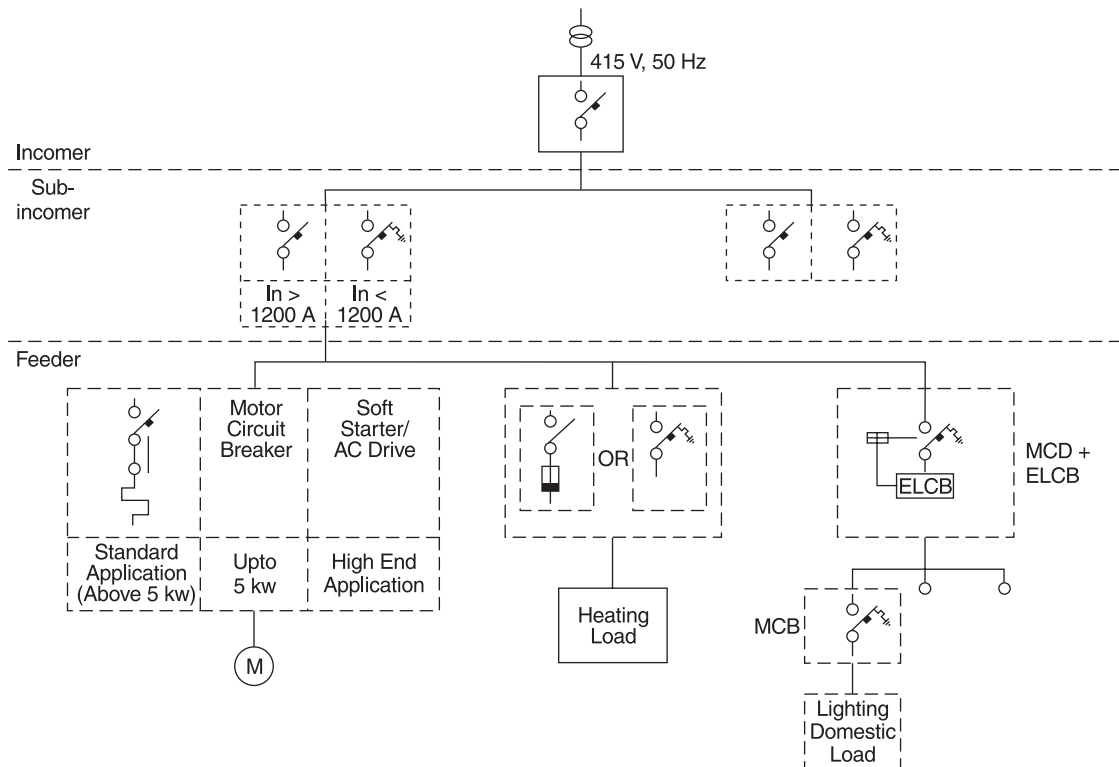 415 V, 50 Hz
Incomer
Sub-
incomer
In >
1200 A
In <
1200 A
Feeder
Motor
Circuit
Breaker
Soft
Starter/
AC Drive
OR
ELCB
MCD +
ELCB
Standard
Application
(Above 5 kw)
Upto
5 kw
High End
Application
M
Heating
Load
MCB
Lighting
Domestic
Load